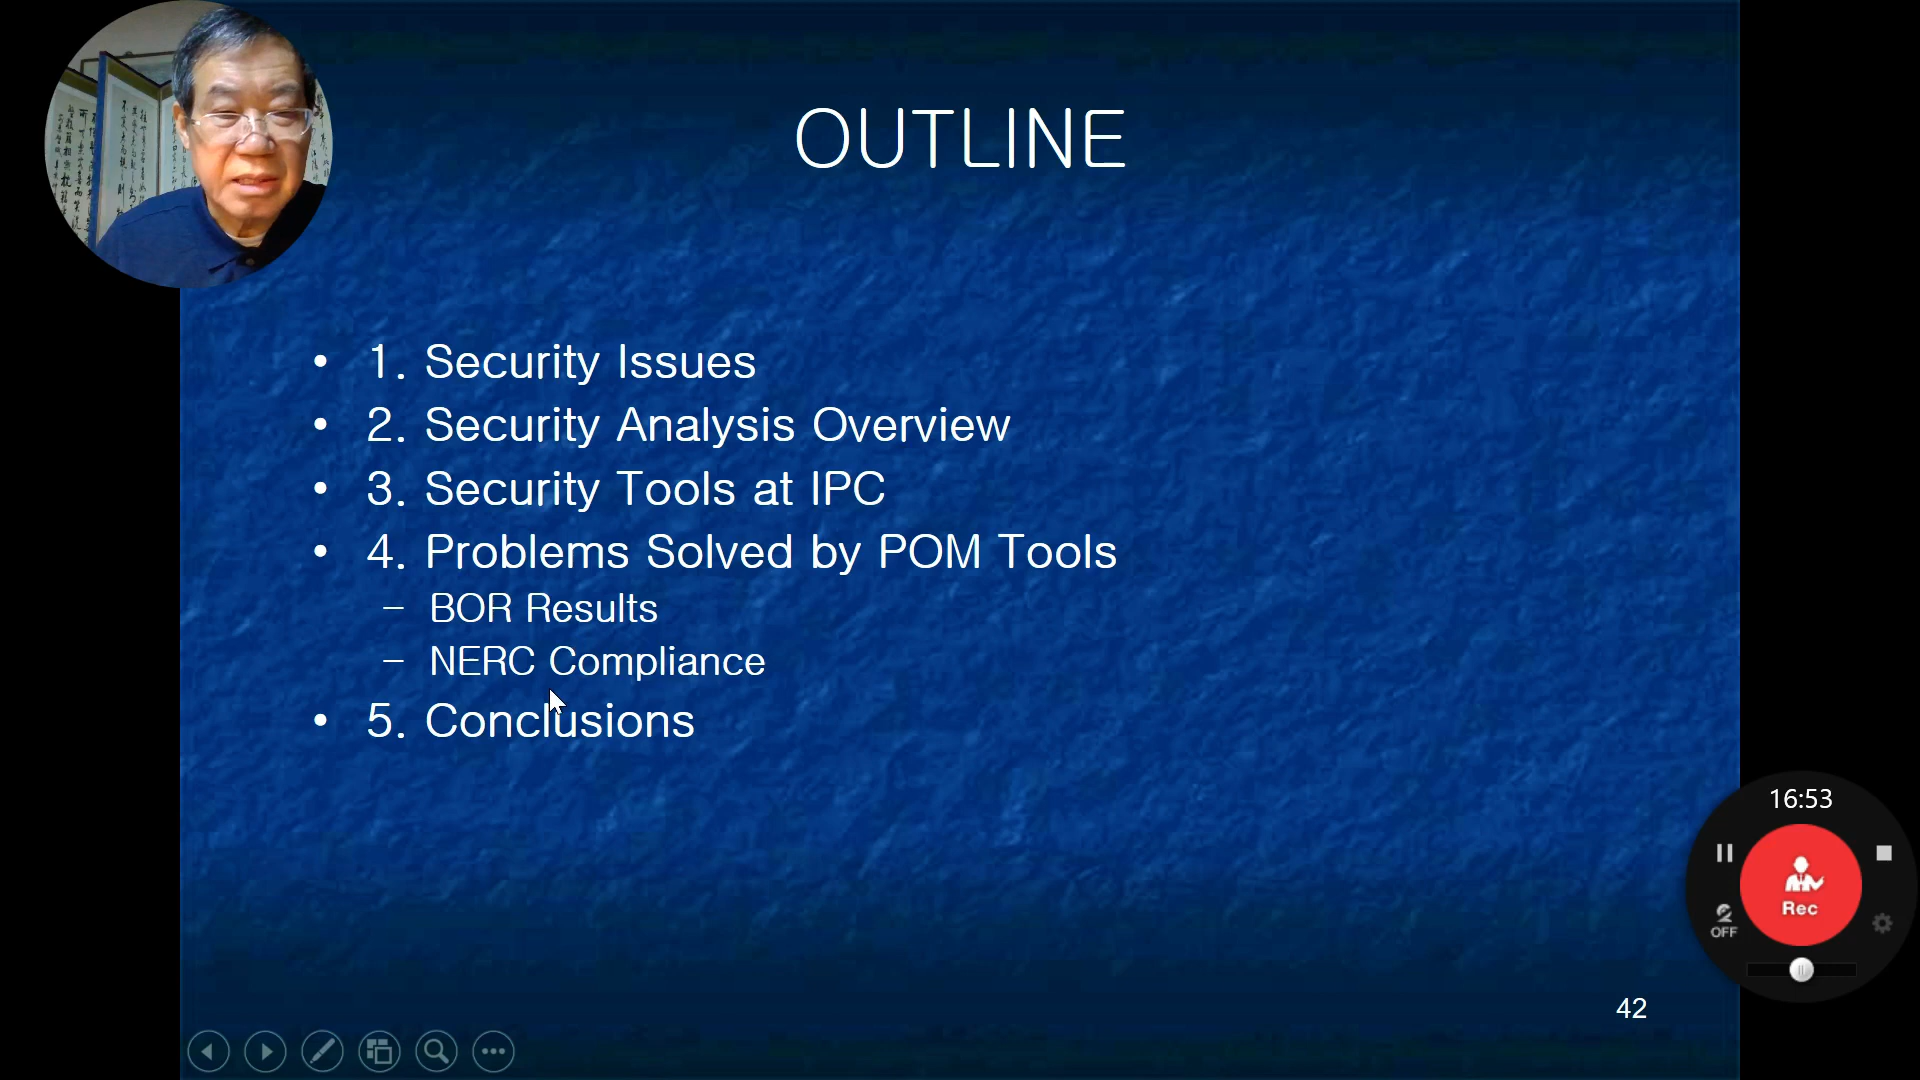 OUTLINE
• 1. Security Issues
• 2. Security Analysis Overview
• 3. Security Tools at IPC
• 4. Problems Solved by POM Tools
– BOR Results
– NERC Compliance
• 5. Conclusions
16:53
Rec
OFF
42